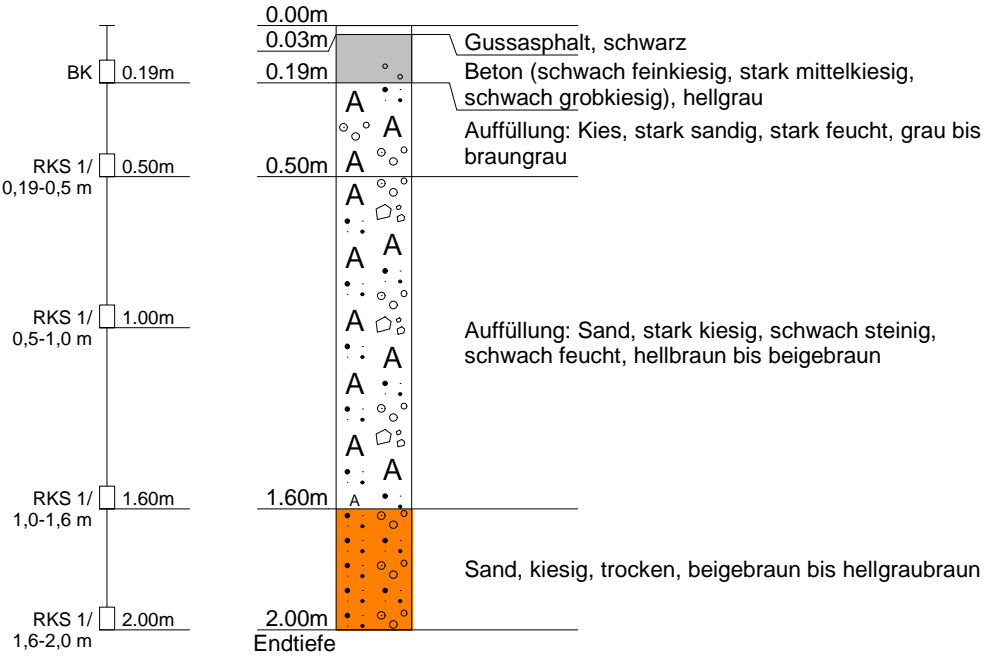 0.00m
0.03m
Gussasphalt, schwarz
BK 0.19m
0.19m
Beton (schwach feinkiesig, stark mittelkiesig,
schwach grobkiesig), hellgrau
A
A
A
Auffüllung: Kies, stark sandig, stark feucht, grau bis
braungrau
RKS 1/ 0.50m
0,19-0,5 m
0.50m
A
A
A
A
A
A
A
A
A
A
RKS 1/ 1.00m
0,5-1,0 m
Auffüllung: Sand, stark kiesig, schwach steinig,
schwach feucht, hellbraun bis beigebraun
RKS 1/ 1.60m
1,0-1,6 m
1.60m
Sand, kiesig, trocken, beigebraun bis hellgraubraun
RKS 1/ 2.00m
1,6-2,0 m
2.00m
Endtiefe